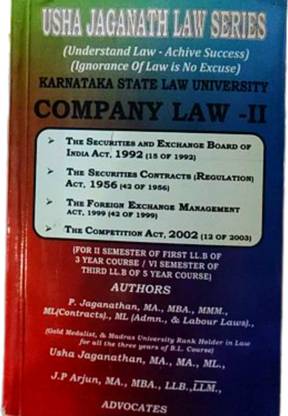 USHA JAGANATH LAW SERIES
(Understand Law - Achive Success)
(Ignorance Of Law is No Excuse)
KARNATAKA STATE LAW UNIVERSITY
COMPANY LAW -II
➢ THE SECURITIES AND EXCHANGE BOARD OF
INDIA ACT, 1992 (15 OF 1992)
➢ THE SECURITIES CONTRACTS (REGULATION)
ACT, 1956 (42 OF 1956)
➢ THE FOREIGN EXCHANGE MANAGEMENT
ACT, 1999 (42 OF 1999)
➢ THE COMPETITION ACT, 2002 (12 OF 2003)
(FOR II SEMESTER OF FIRST LL.B OF
3 YEAR COURSE / VI SEMESTER OF
THIRD LL.B OF 5 YEAR COURSE)
AUTHORS
P. Jaganathan, MA., MBA., MMM.,
ML(Contracts)., ML (Admn., & Labour Laws).,
(Gold Medalist, & Madras University Rank Holder in Law
for all the three years of B.L. Course)
Usha Jaganathan, MA., MA., ML.,
J.P Arjun, MA., MBA., LLB., LLM.,
ADVOCATES